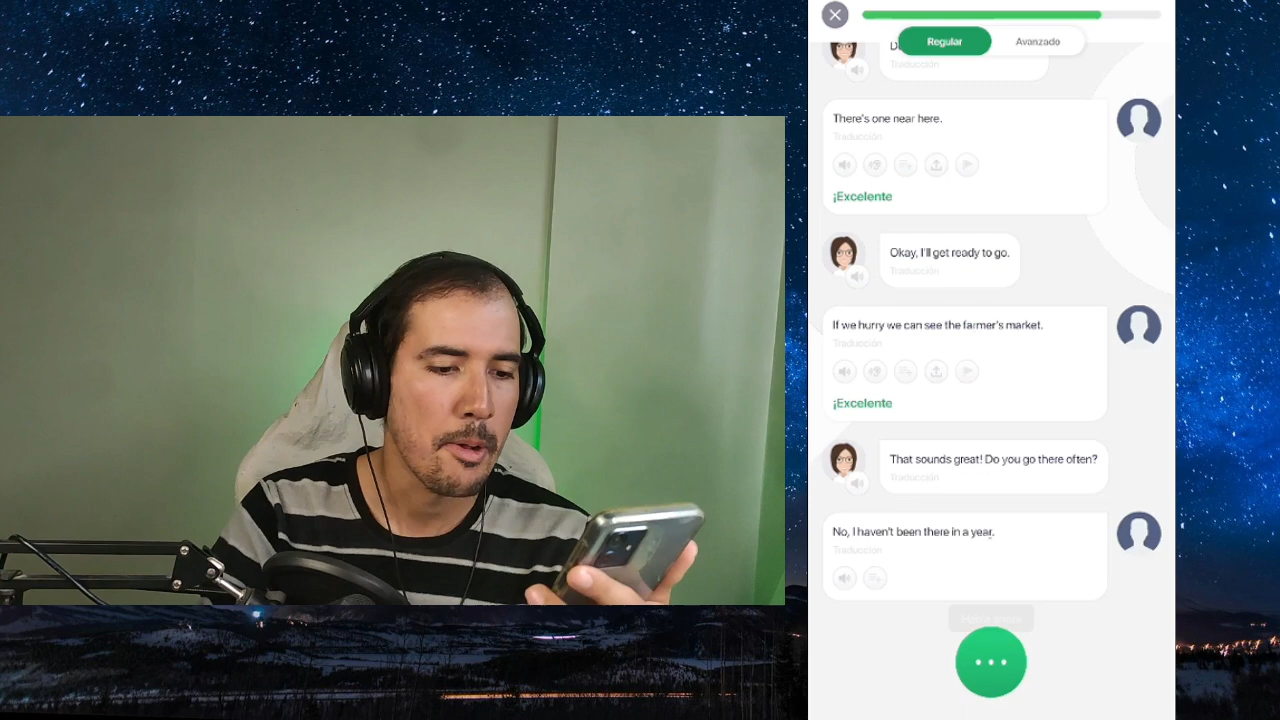 Regular
Avanzado
Traducción
There's one near here.
Traducción
¡Excelente
Okay, I'll get ready to go.
Traducción
If we hurry we can see the farmer's market.
Traducción
¡Excelente
That sounds great! Do you go there often?
Traducción
No, I haven't been there in a year.
Traducción